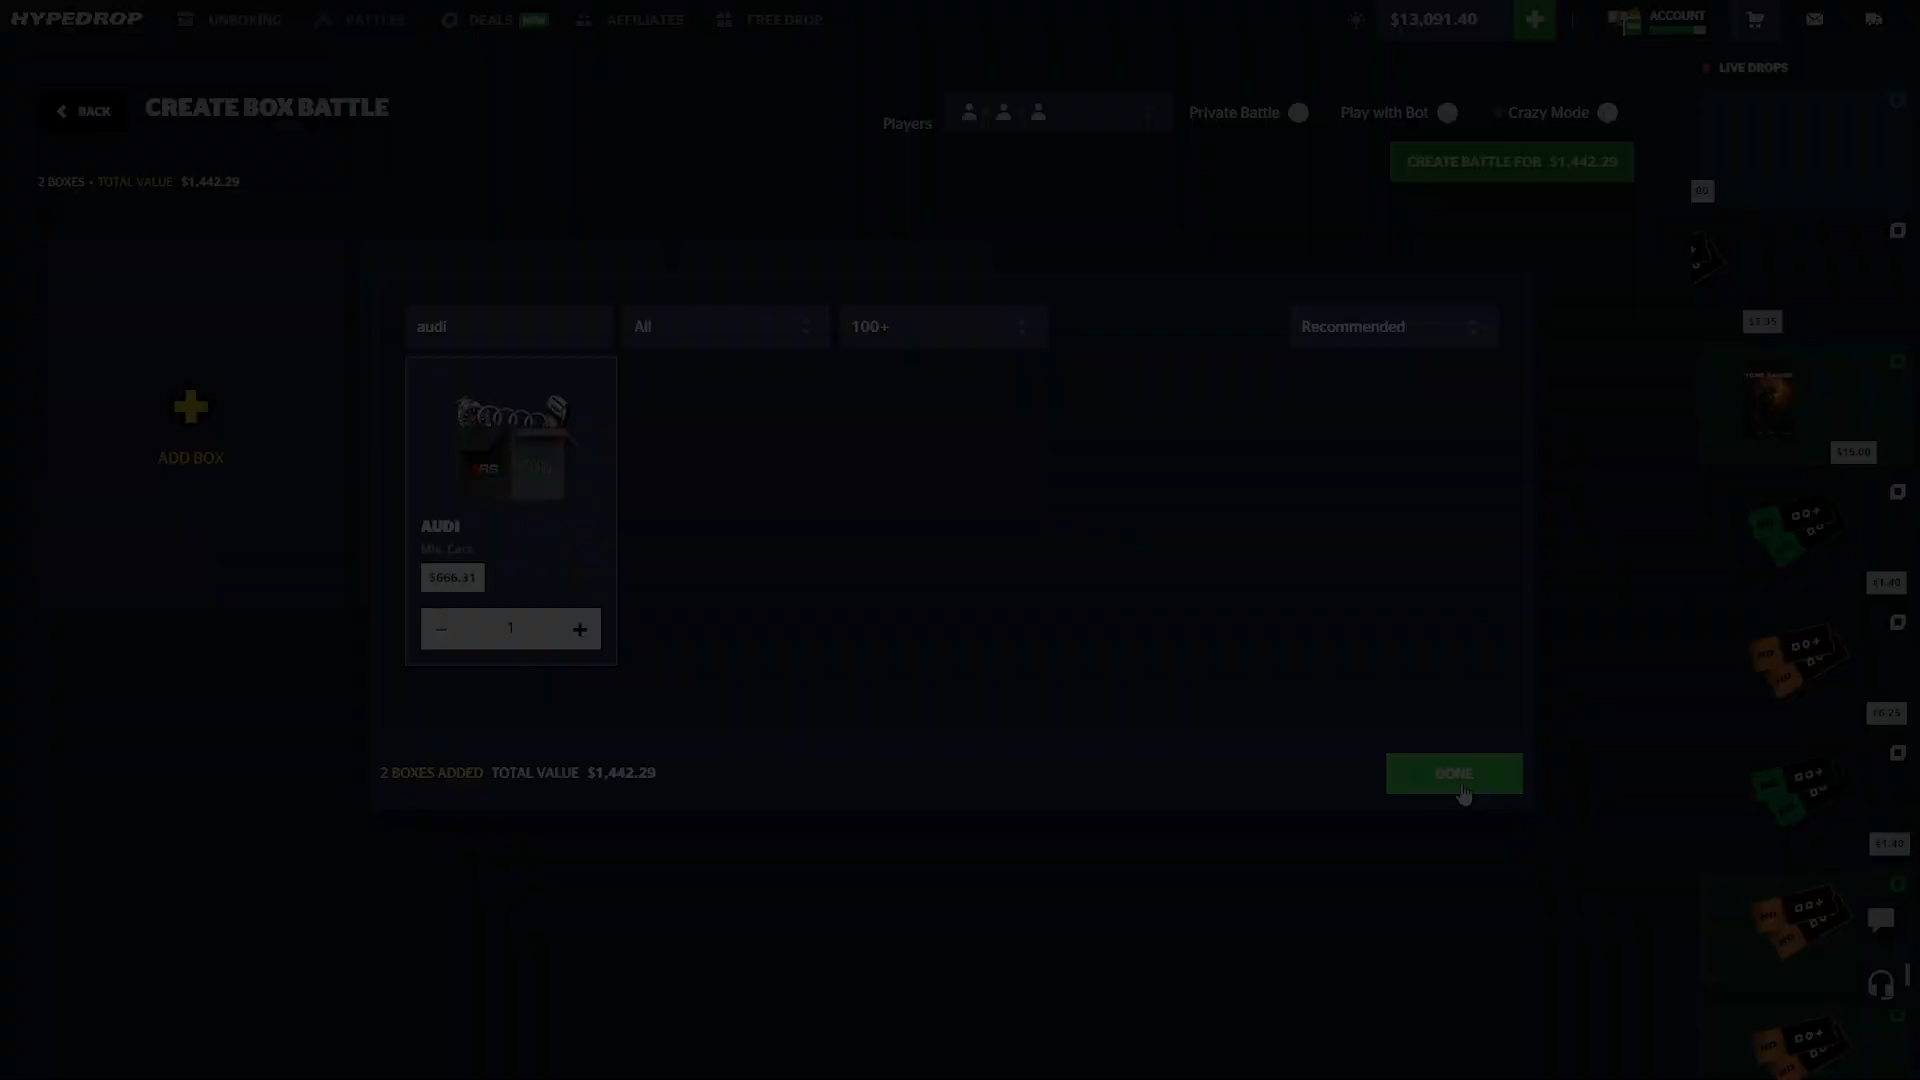 HYPEDROP UNBOXING BATTLES DEALS NEW AFFILIATES FREE DROP $13,091.40 ACCOUNT
LIVE DROPS
BACK CREATE BOX BATTLE
Players Private Battle Play with Bot Crazy Mode
CREATE BATTLE FOR $1,442.29
2 BOXES • TOTAL VALUE $1,442.29
audi All 100+ Recommended
ADD BOX
AUDI
Mix, Cars
$666.31
1
2 BOXES ADDED TOTAL VALUE $1,442.29
DONE
$15.00